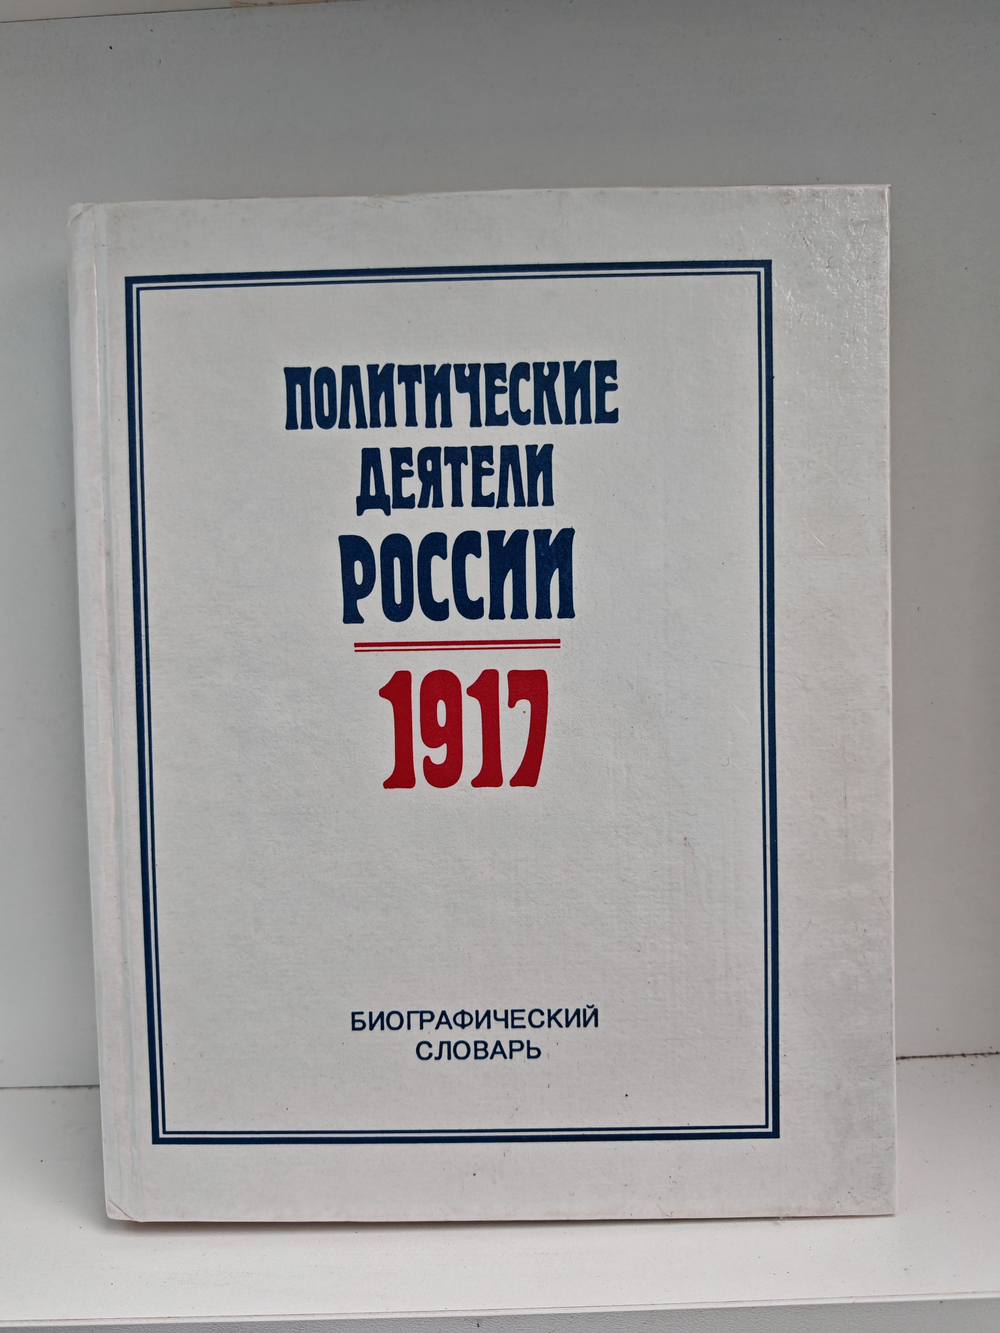 ПОЛИТИЧЕСКИЕ
ДЕЯТЕЛИ
РОССИИ
1917
БИОГРАФИЧЕСКИЙ
СЛОВАРЬ